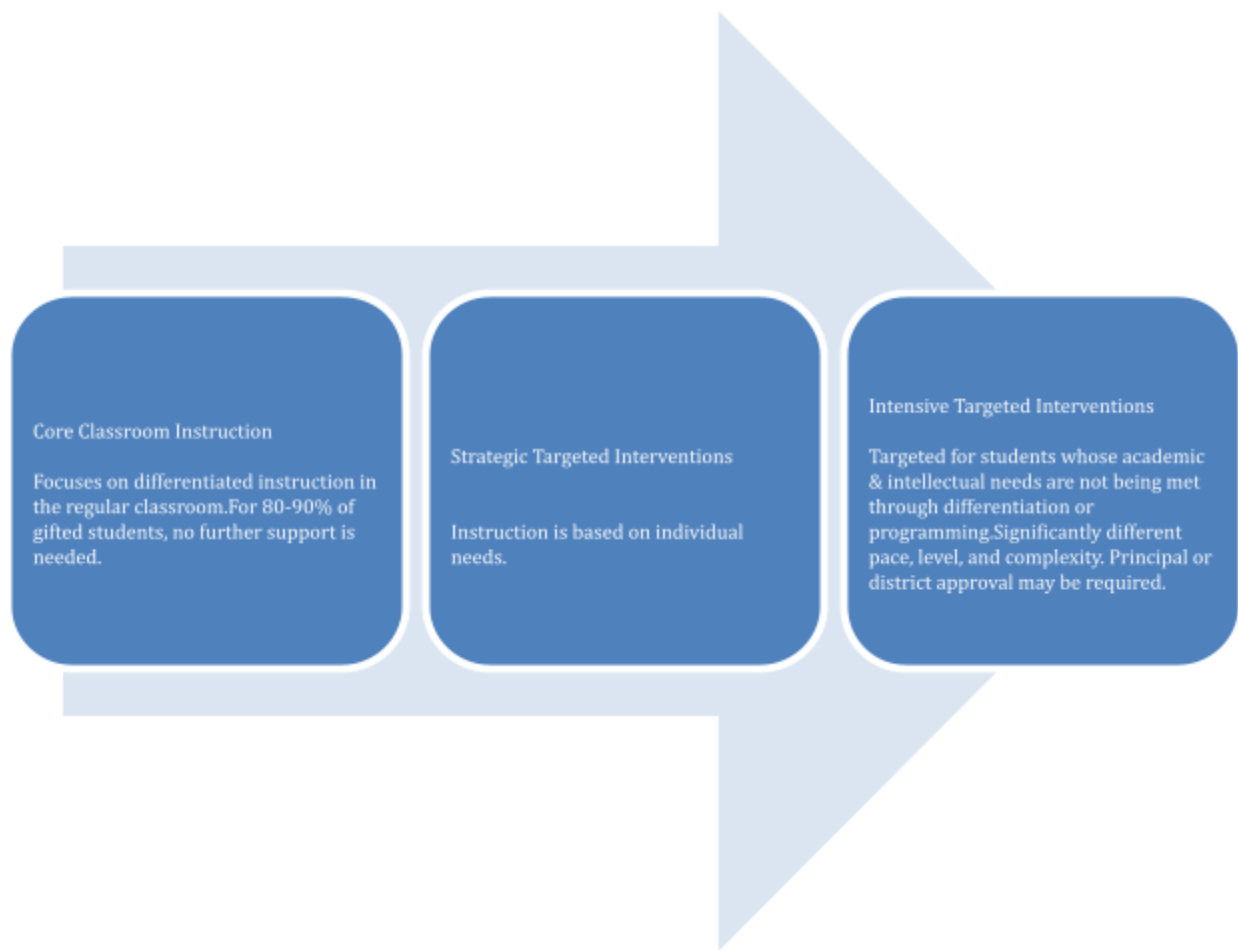 Core Classroom Instruction
Focuses on differentiated instruction in
the regular classroom.For 80-90% of
gifted students, no further support is
needed.
Strategic Targeted Interventions
Instruction is based on individual
needs.
Intensive Targeted Interventions
Targeted for students whose academic
& intellectual needs are not being met
through differentiation or
programming.Significantly different
pace, level, and complexity. Principal or
district approval may be required.